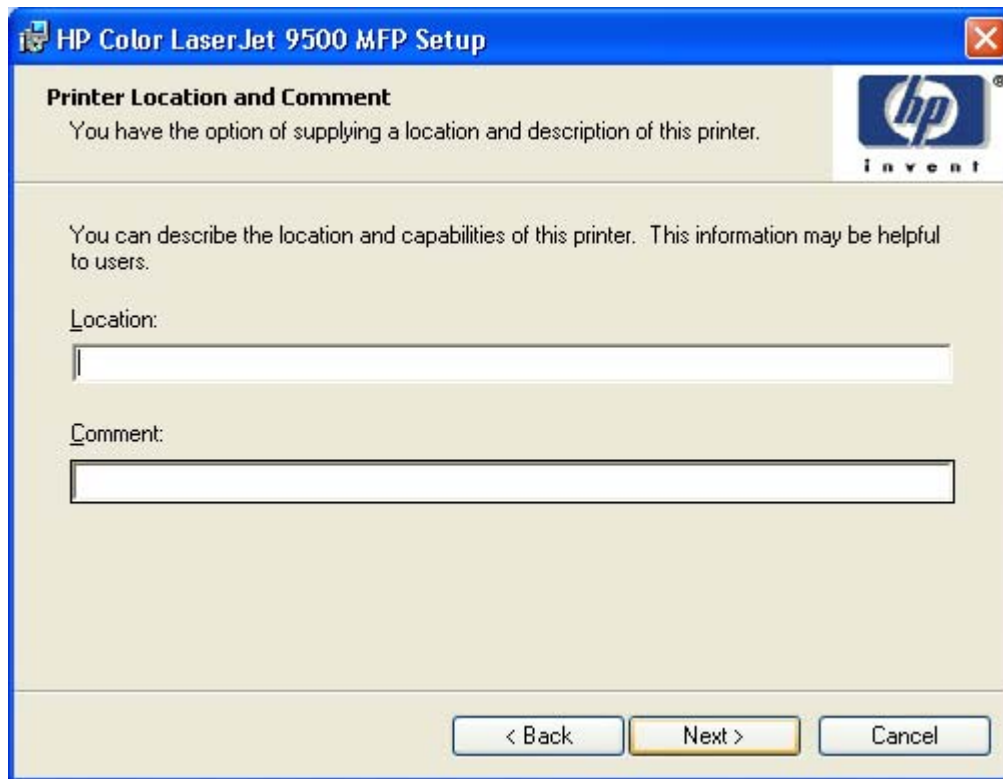 HP Color LaserJet 9500 MFP Setup
Printer Location and Comment
You have the option of supplying a location and description of this printer.
hp
®
invent
You can describe the location and capabilities of this printer. This information may be helpful
to users.
Location:
Comment:
< Back
Next >
Cancel